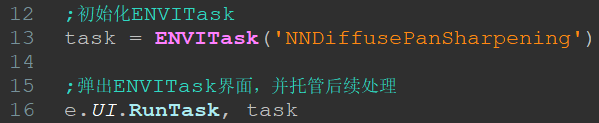 12 ;初始化ENVITask
13 task = ENVITask('NNDiffusePanSharpening')
14
15 ;弹出ENVITask界面，并托管后续处理
16 e.UI.RunTask, task